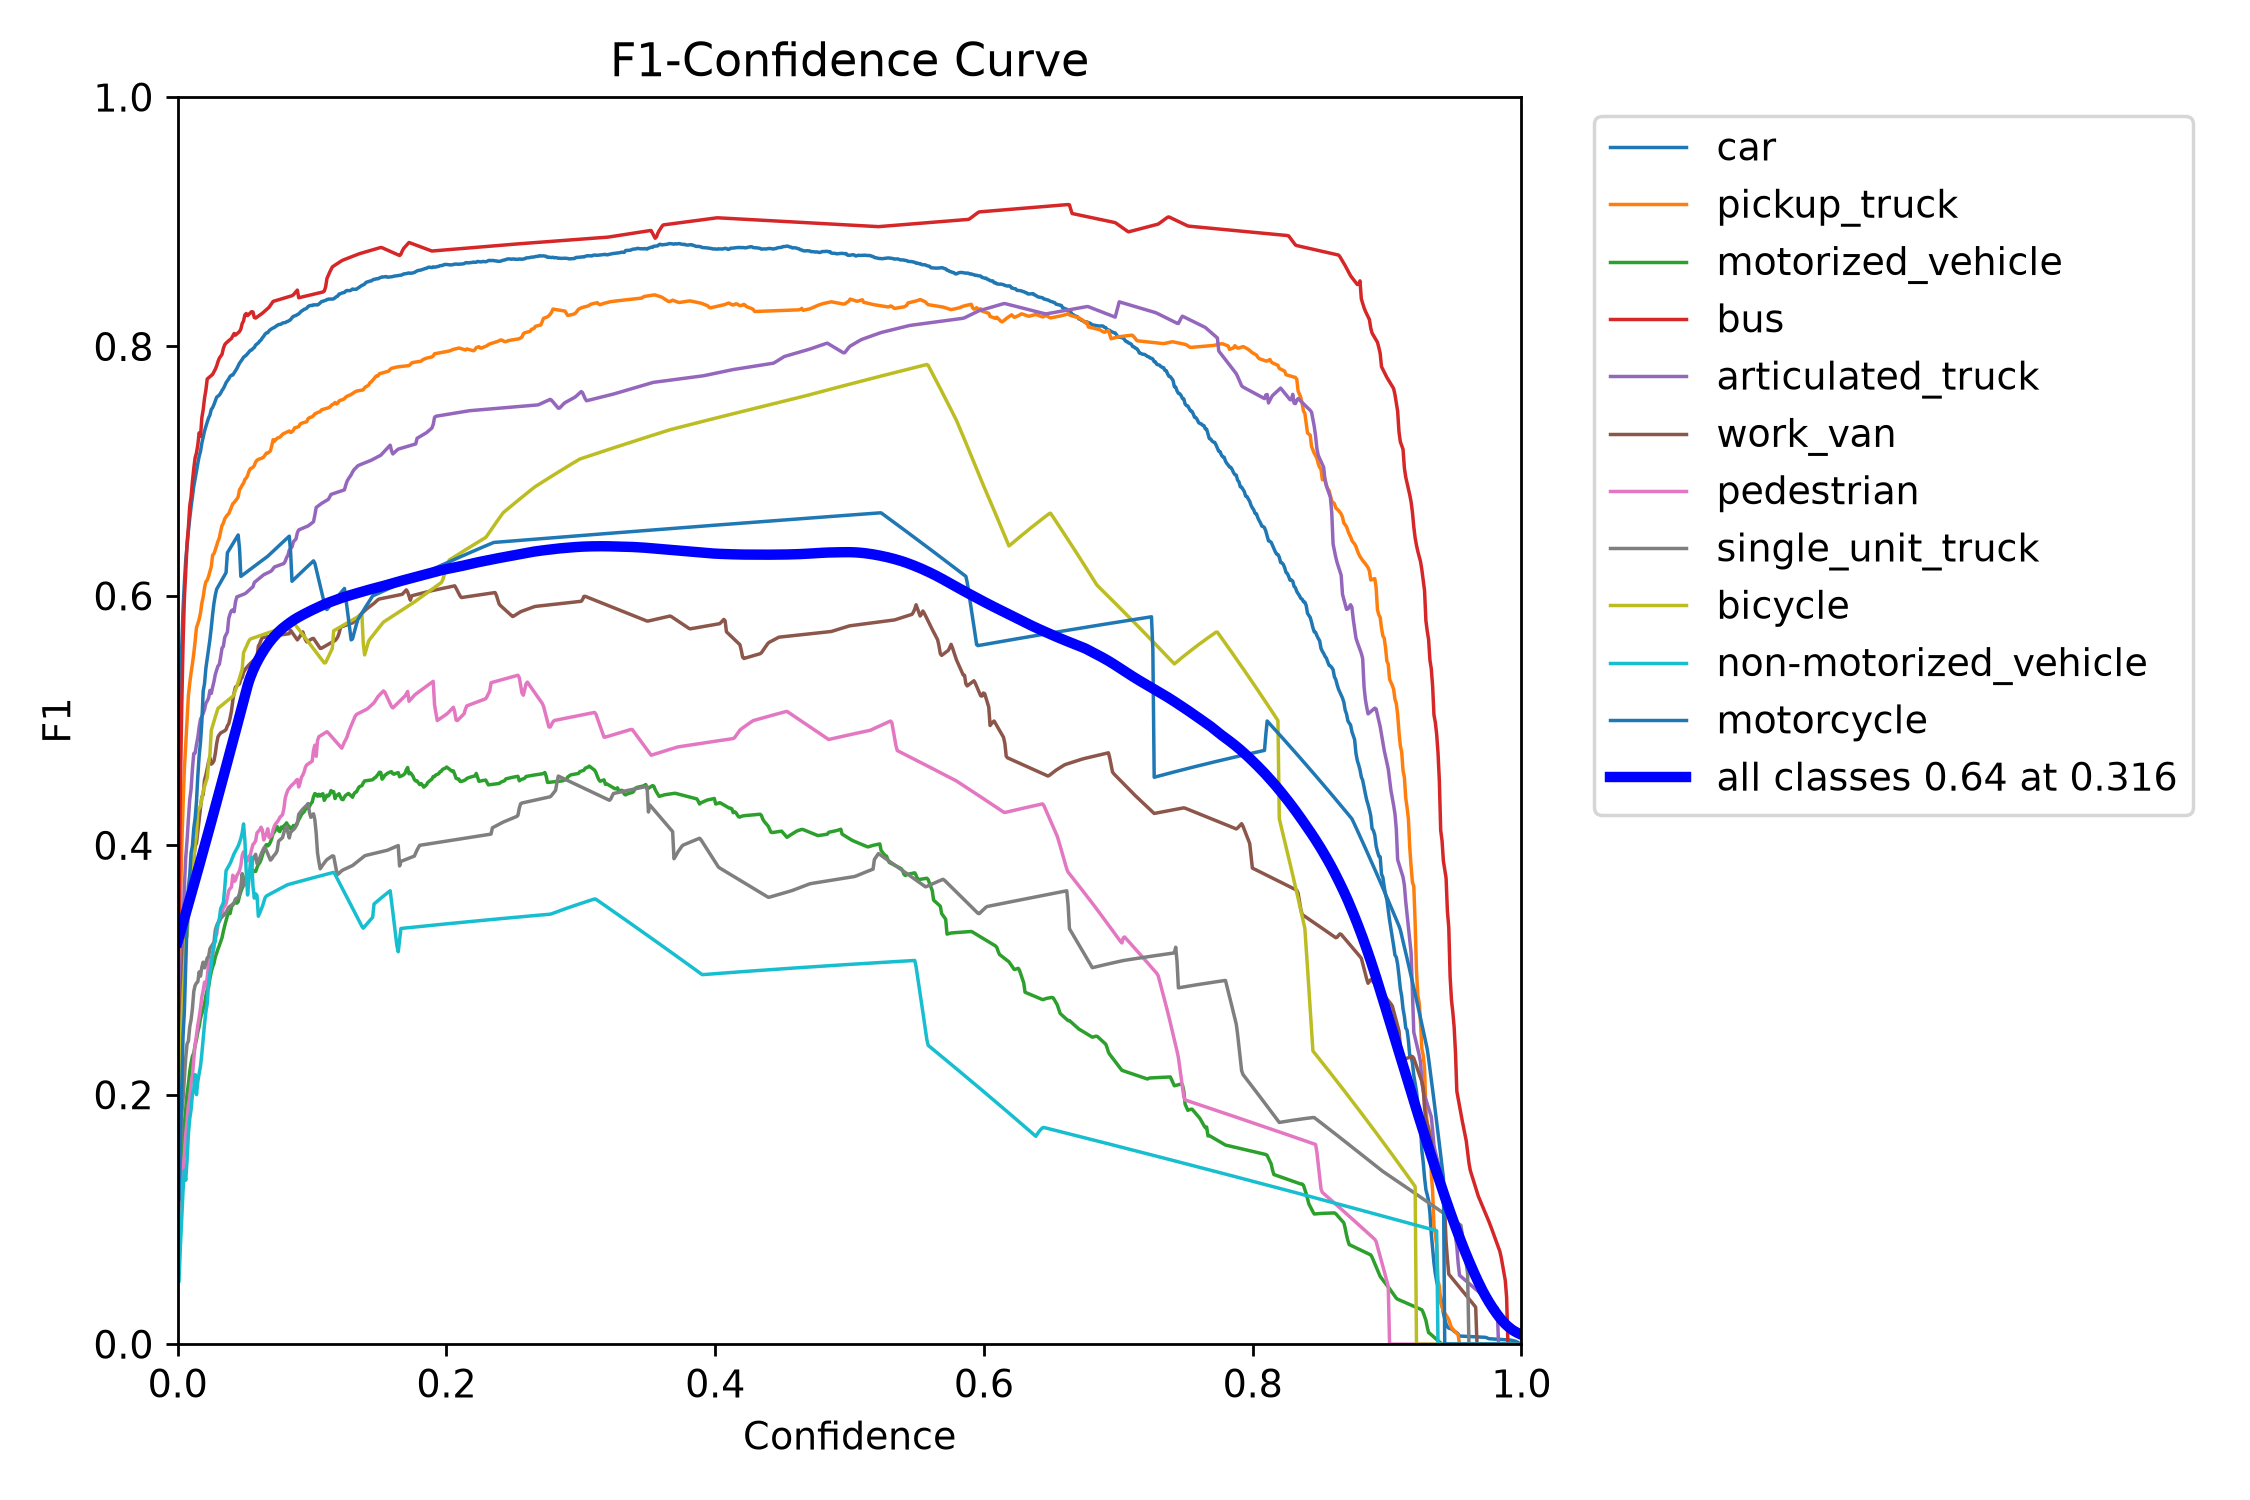 F1-Confidence Curve
1.0
0.8
0.6
0.4
0.2
0.0
F1
0.0 0.2 0.4 0.6 0.8 1.0
Confidence
car
pickup_truck
motorized_vehicle
bus
articulated_truck
work_van
pedestrian
single_unit_truck
bicycle
non-motorized_vehicle
motorcycle
all classes 0.64 at 0.316